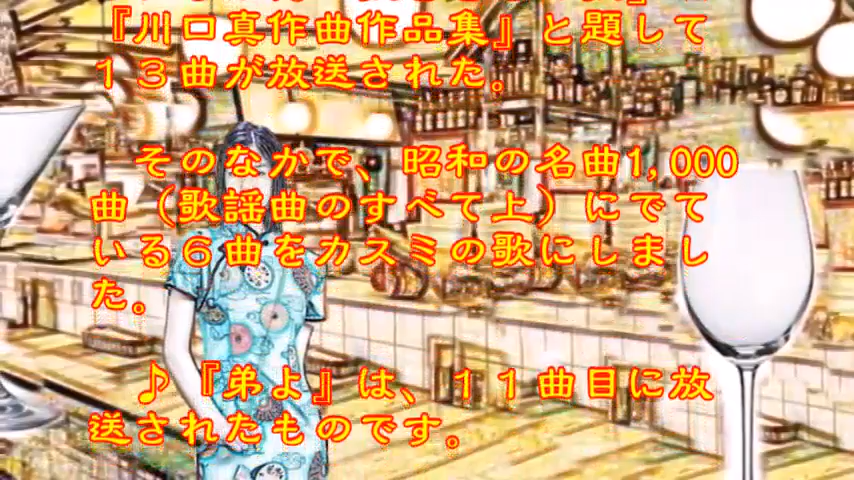 『川口真作曲作品集』と題して
１３曲が放送された。
そのなかで、昭和の名曲1,000
曲（歌謡曲のすべて上）にでて
いる６曲をカスミの歌にしまし
た。
♪『弟よ』は、１１曲目に放
送されたものです。